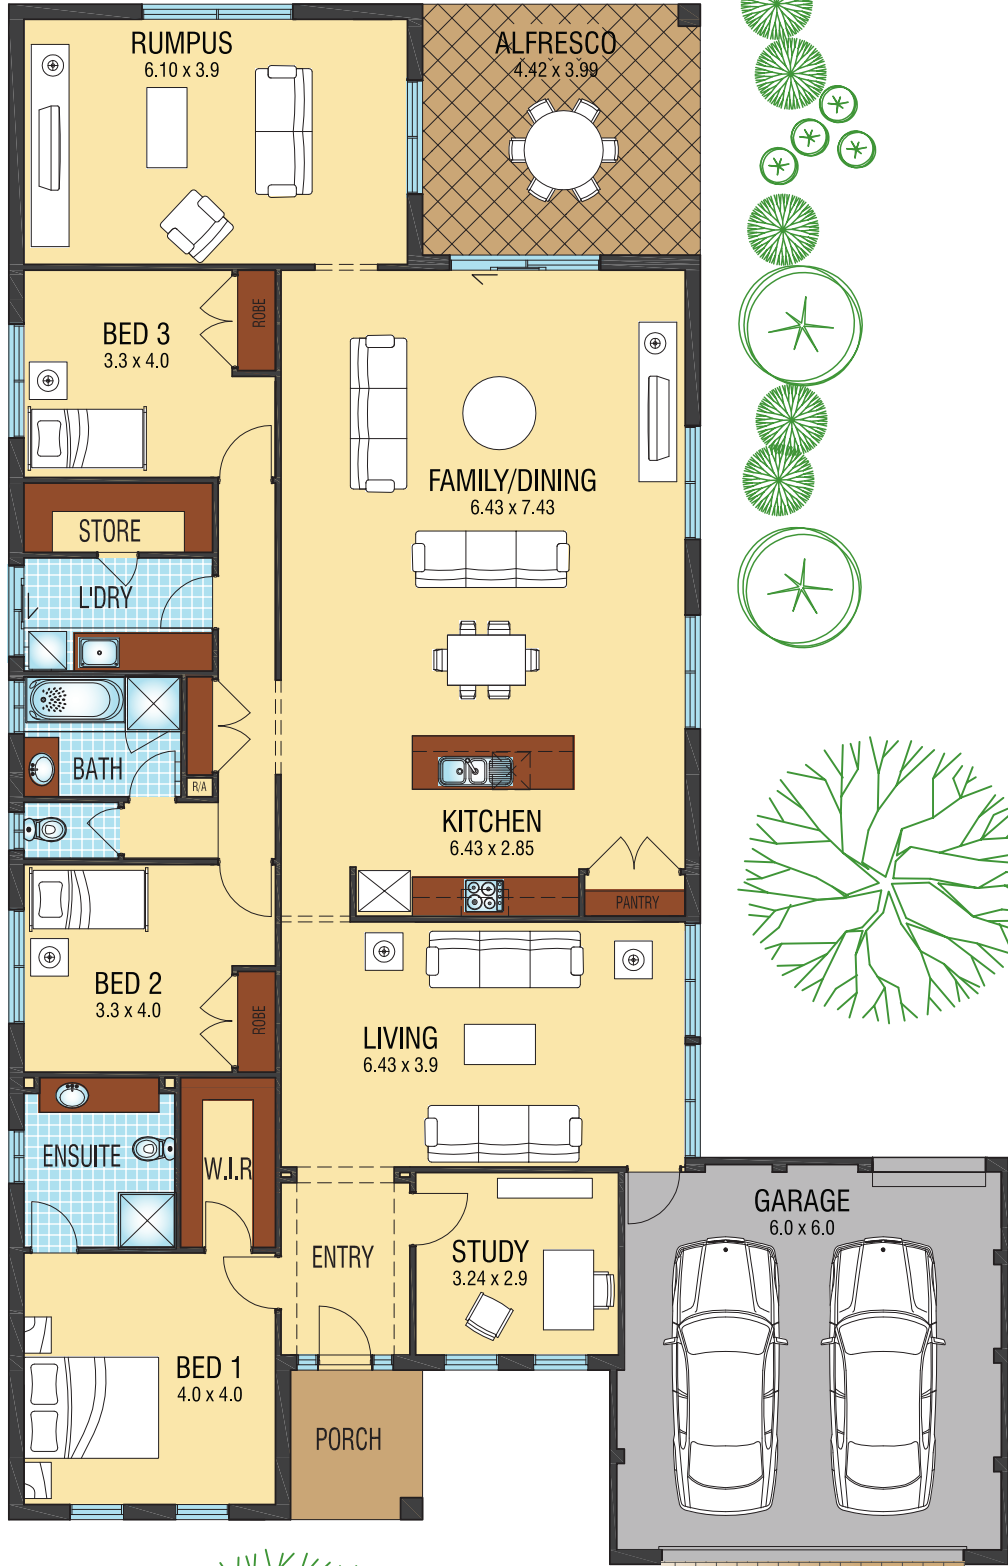 RUMPUS
6.10 x 3.9
ALFRESCO
4.42 x 3.99
BED 3
3.3 x 4.0
ROBE
FAMILY/DINING
6.43 x 7.43
STORE
L'DRY
BATH
R/A
KITCHEN
6.43 x 2.85
PANTRY
BED 2
3.3 x 4.0
ROBE
LIVING
6.43 x 3.9
ENSUITE
W.I.R
GARAGE
6.0 x 6.0
ENTRY
STUDY
3.24 x 2.9
BED 1
4.0 x 4.0
PORCH